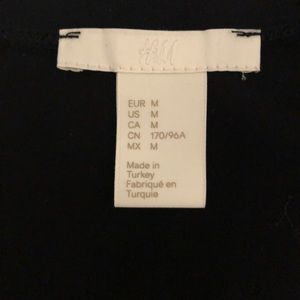 H&M
EUR M
US M
CA M
CN 170/96A
MX M
Made in
Turkey
Fabriqué en
Turquie